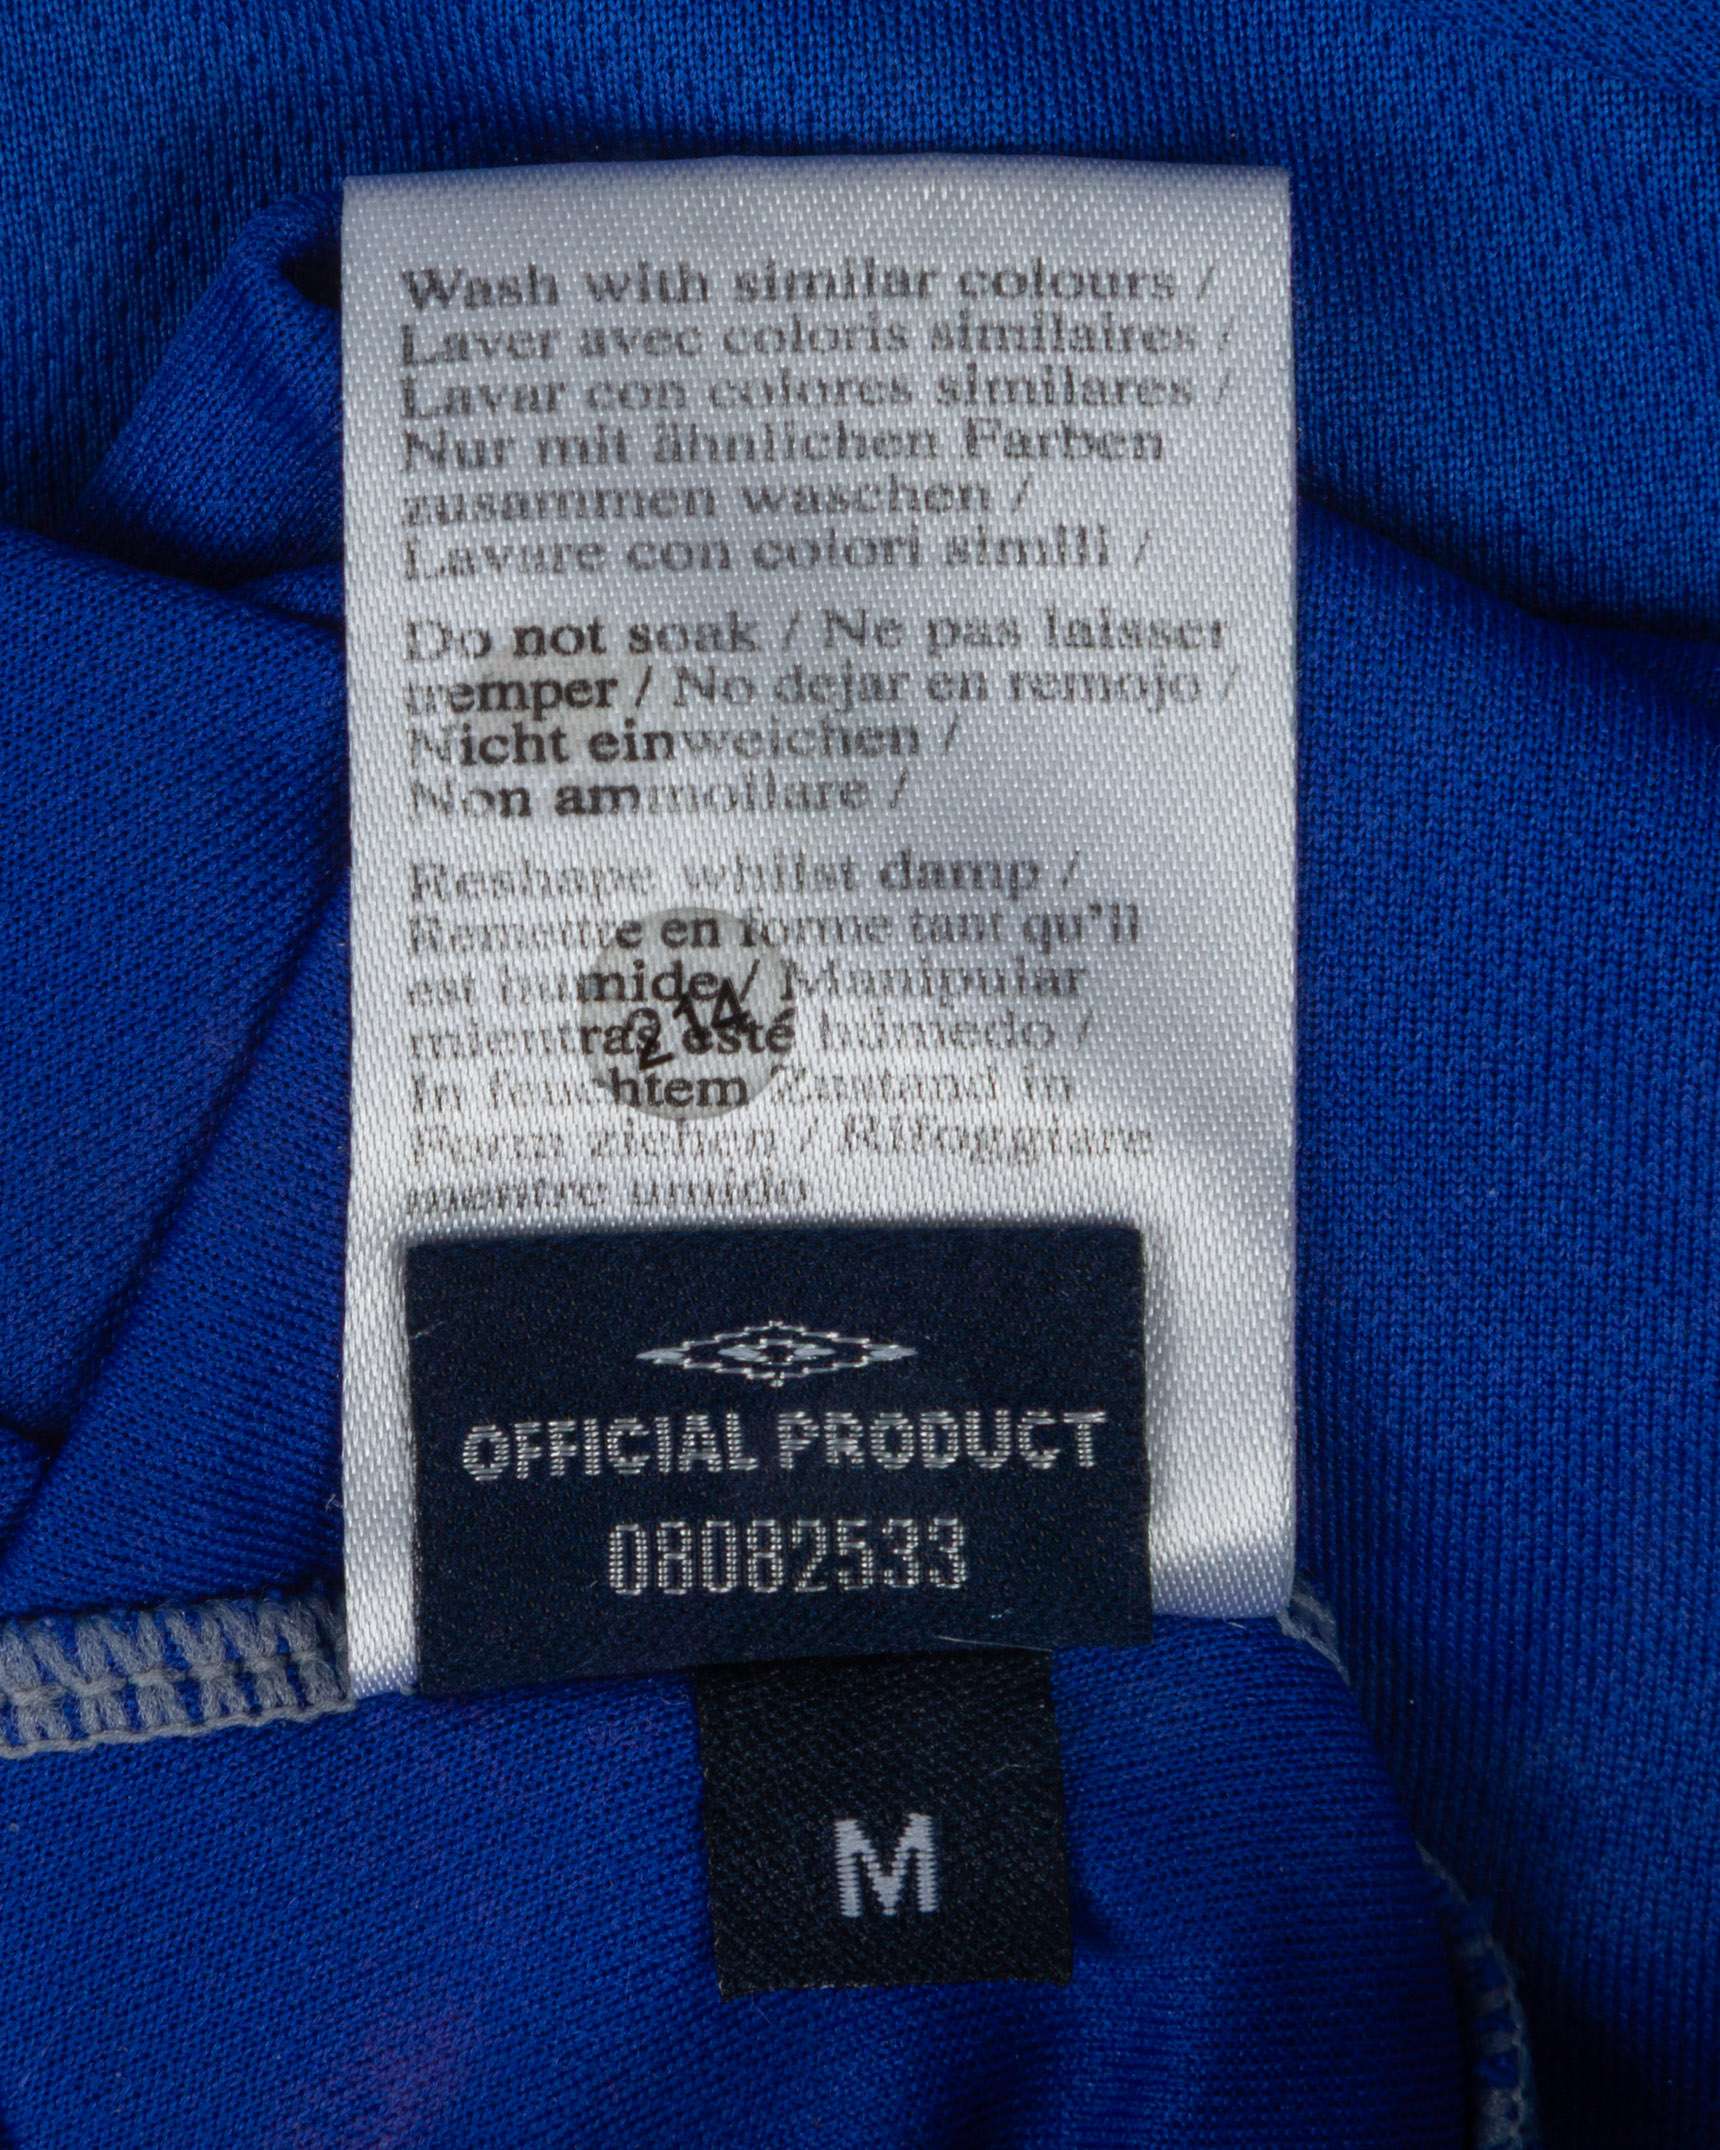 Wash with similar colours /
Laver avec coloris similaires /
Lavar con colores similares /
Nur mit ähnlichen Farben
zusammen waschen /
Lavare con colori simili /
Do not soak / Ne pas laisser
tremper / No dejar en remojo /
Nicht einweichen /
Non ammollare /
Reshape whilst damp /
Remettre en forme tant qu'il
est humide / Manipular
mientras esté húmedo /
214
In feuchtem Zustand in
Form ziehen / Rifoggiare
mentre umido
OFFICIAL PRODUCT
08082533
M